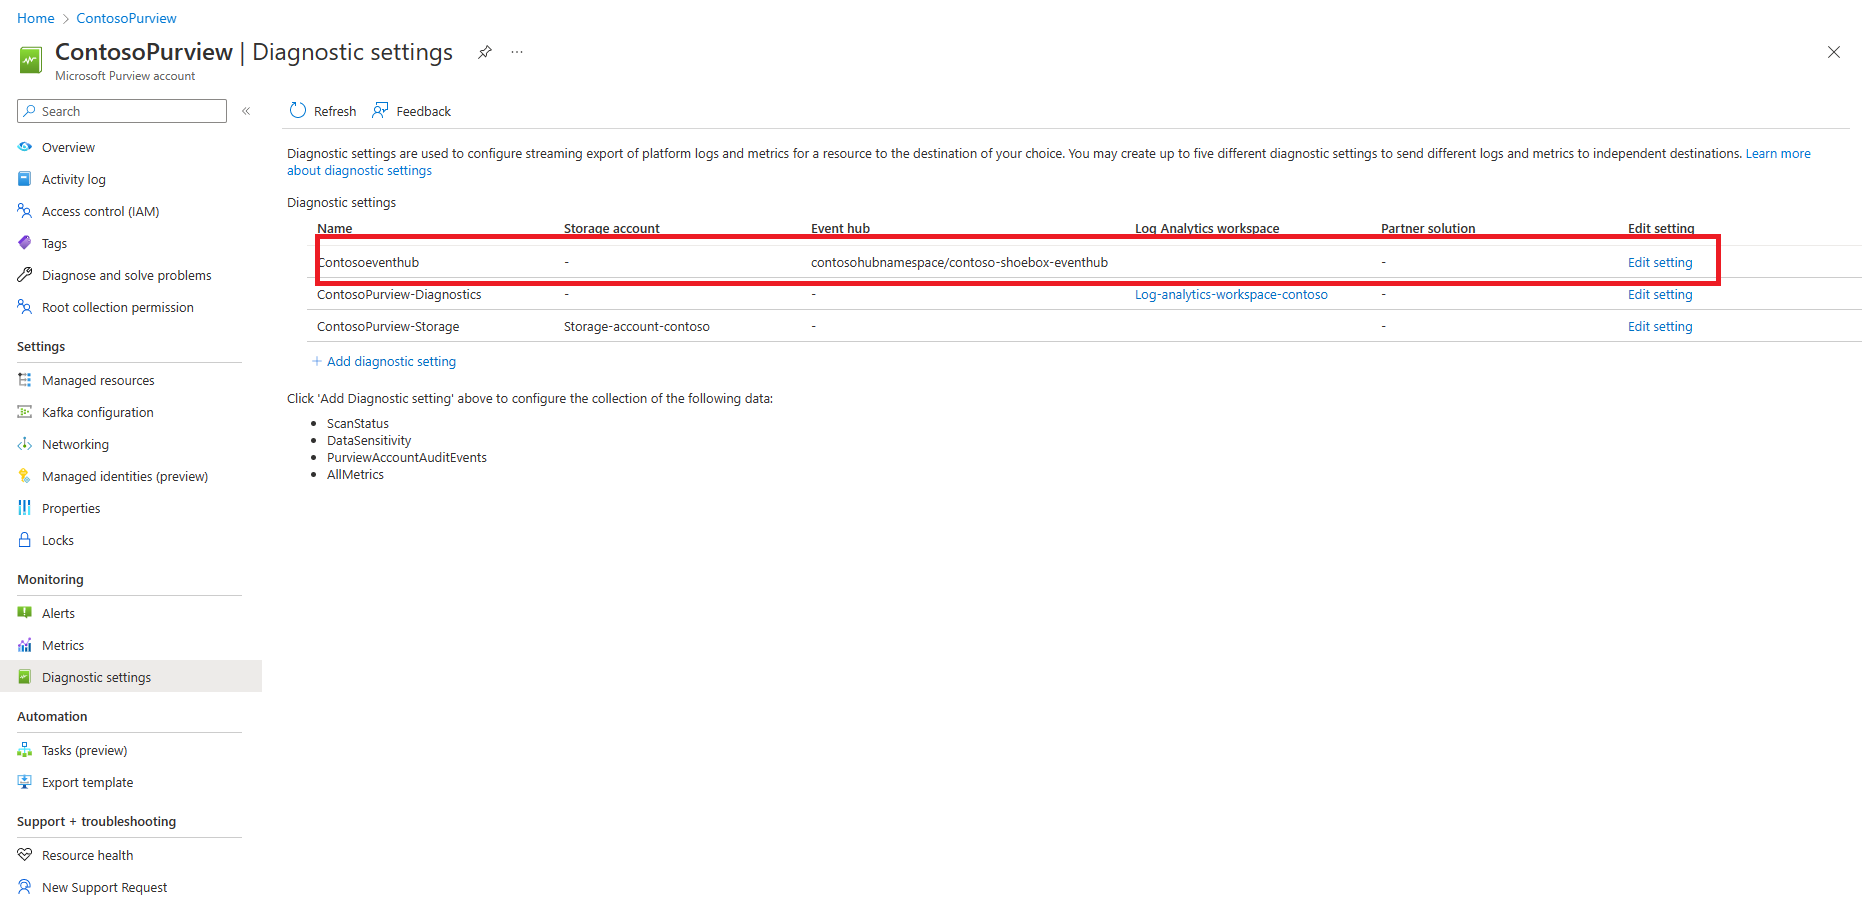 Home > ContosoPurview
ContosoPurview | Diagnostic settings
Microsoft Purview account
Search
Refresh Feedback
Overview
Activity log
Access control (IAM)
Tags
Diagnose and solve problems
Root collection permission
Settings
Managed resources
Kafka configuration
Networking
Managed identities (preview)
Properties
Locks
Monitoring
Alerts
Metrics
Diagnostic settings
Automation
Tasks (preview)
Export template
Support + troubleshooting
Resource health
New Support Request
Diagnostic settings are used to configure streaming export of platform logs and metrics for a resource to the destination of your choice. You may create up to five different diagnostic settings to send different logs and metrics to independent destinations. Learn more
about diagnostic settings
Diagnostic settings
Name Storage account Event hub Log Analytics workspace Partner solution Edit setting
Contosoeventhub - contosohubnamespace/contoso-shoebox-eventhub - Edit setting
ContosoPurview-Diagnostics - - Log-analytics-workspace-contoso - Edit setting
ContosoPurview-Storage Storage-account-contoso - - Edit setting
+ Add diagnostic setting
Click 'Add Diagnostic setting' above to configure the collection of the following data:
• ScanStatus
• DataSensitivity
• PurviewAccountAuditEvents
• AllMetrics